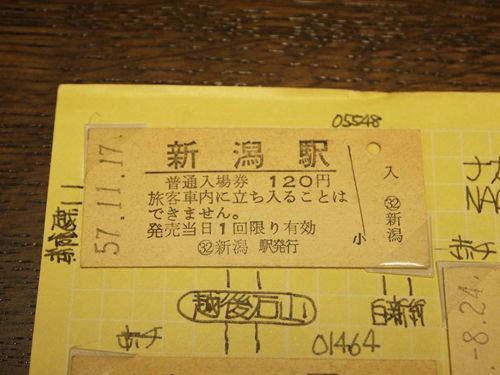 05548
新潟駅
普通入場券 120円
旅客車内に立ち入ることは
できません。
発売当日1回限り有効
㉜新潟 駅発行
小
入
㉜
新潟
57.11.17.
越後石山
白新線
01464
-8.24.